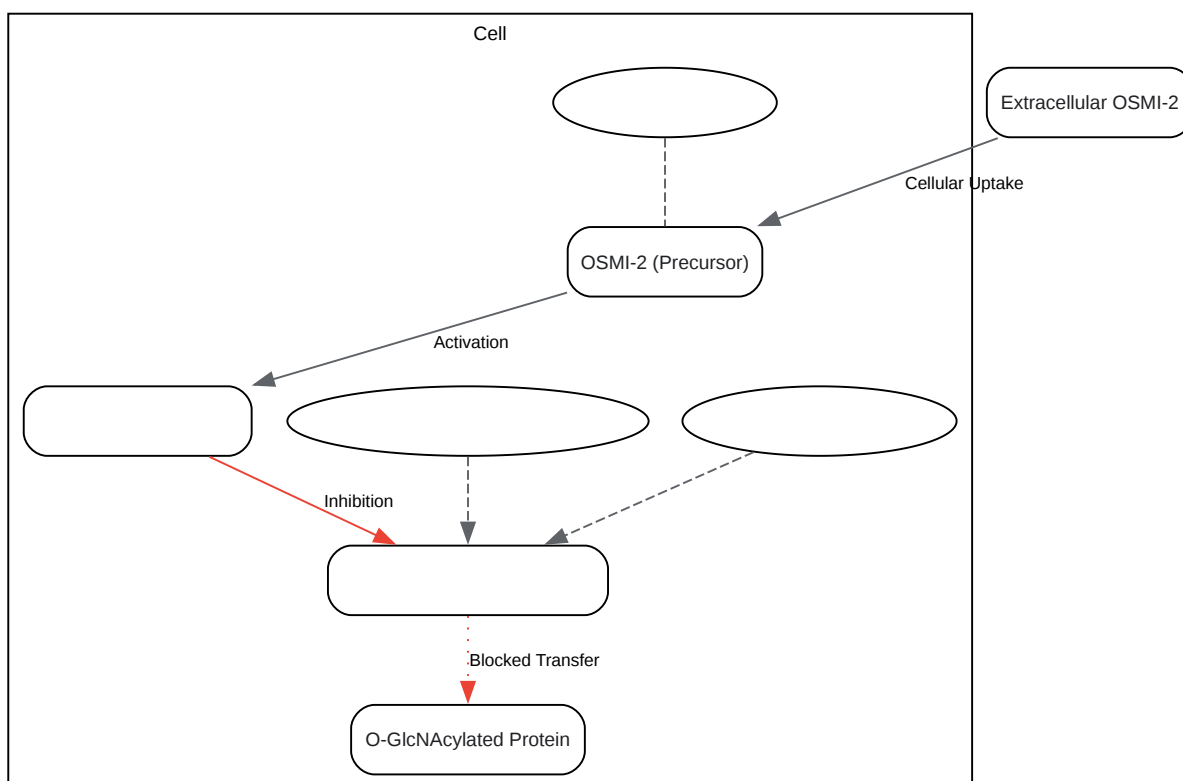 Cell
Extracellular OSMI-2
Cellular Uptake
OSMI-2 (Precursor)
Activation
Inhibition
Blocked Transfer
O-GlcNAcylated Protein